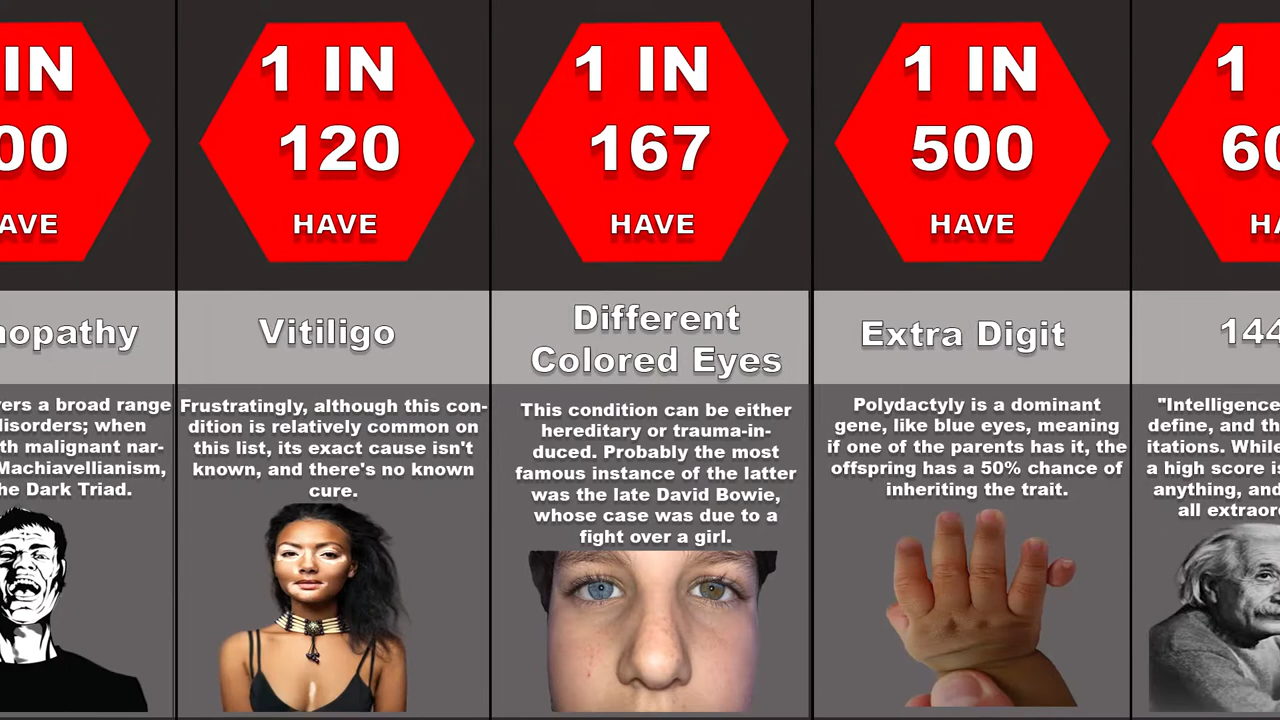 IN
00
AVE
nopathy
vers a broad range
disorders; when
th malignant nar-
Machiavellianism,
he Dark Triad.
1 IN
120
HAVE
Vitiligo
Frustratingly, although this con-
dition is relatively common on
this list, its exact cause isn't
known, and there's no known
cure.
1 IN
167
HAVE
Different
Colored Eyes
This condition can be either
hereditary or trauma-in-
duced. Probably the most
famous instance of the latter
was the late David Bowie,
whose case was due to a
fight over a girl.
1 IN
500
HAVE
Extra Digit
Polydactyly is a dominant
gene, like blue eyes, meaning
if one of the parents has it, the
offspring has a 50% chance of
inheriting the trait.
1
60
HA
144
"Intelligence
define, and th
itations. While
a high score is
anything, and
all extraor